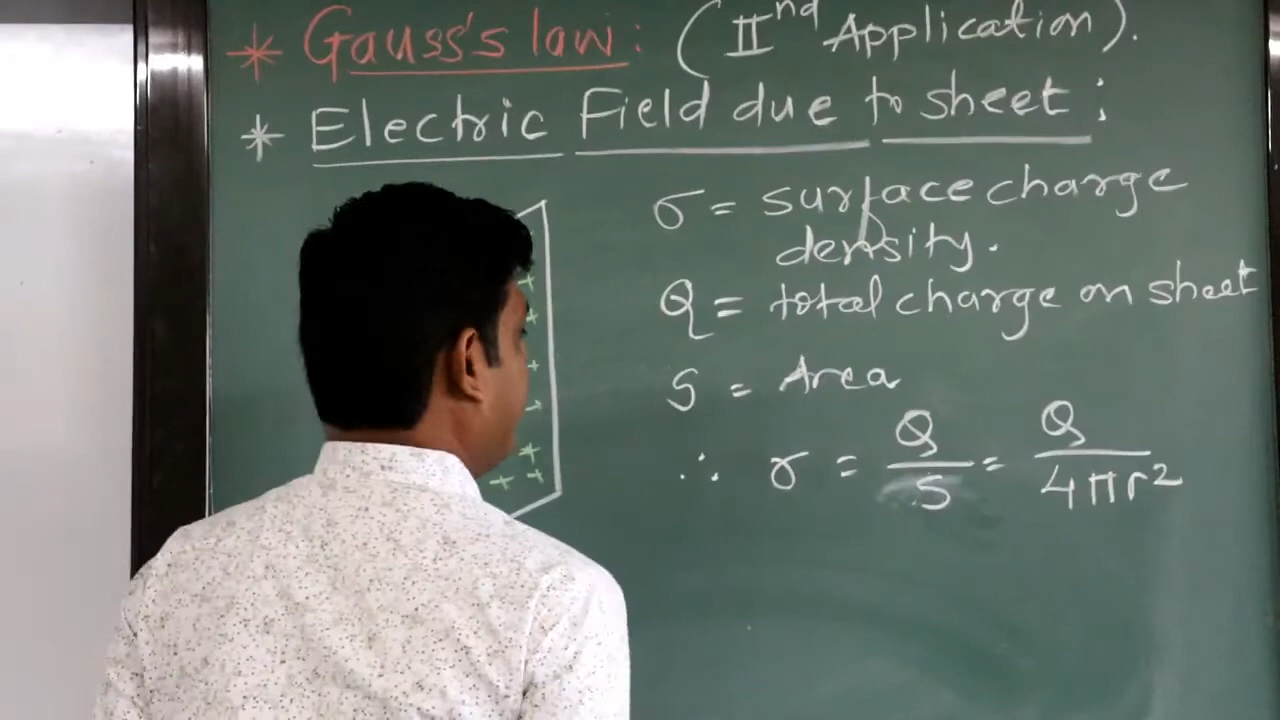 * Gauss's law: (IInd Application).
* Electric Field due to sheet:
σ = surface charge
density.
Q = total charge on sheet
S = Area
∴ σ = Q/S = Q/4πr²
+
+
+
+
+
+ +